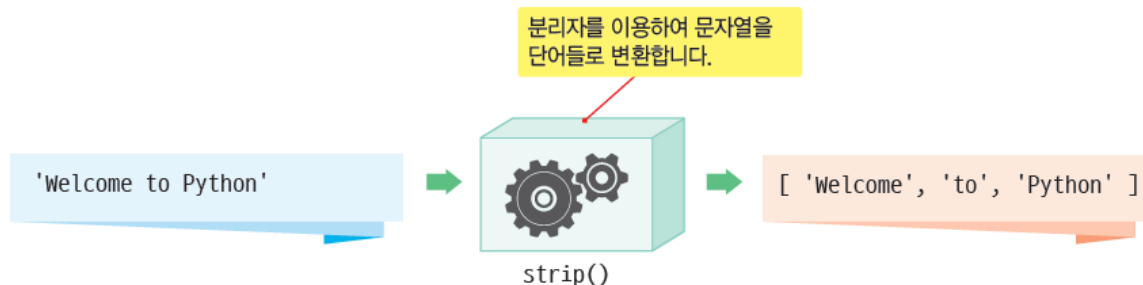 분리자를 이용하여 문자열을
단어들로 변환합니다.
'Welcome to Python'
[ 'Welcome', 'to', 'Python' ]
strip()